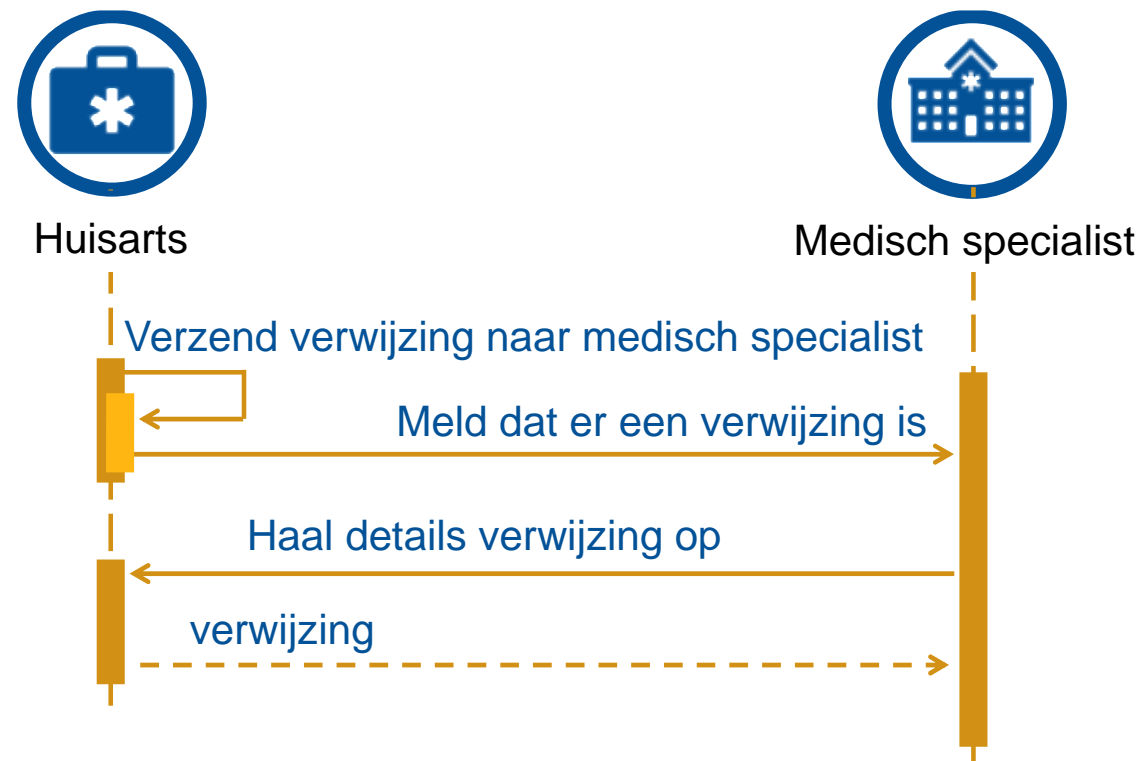 Huisarts
Medisch specialist
Verzend verwijzing naar medisch specialist
Meld dat er een verwijzing is
Haal details verwijzing op
verwijzing